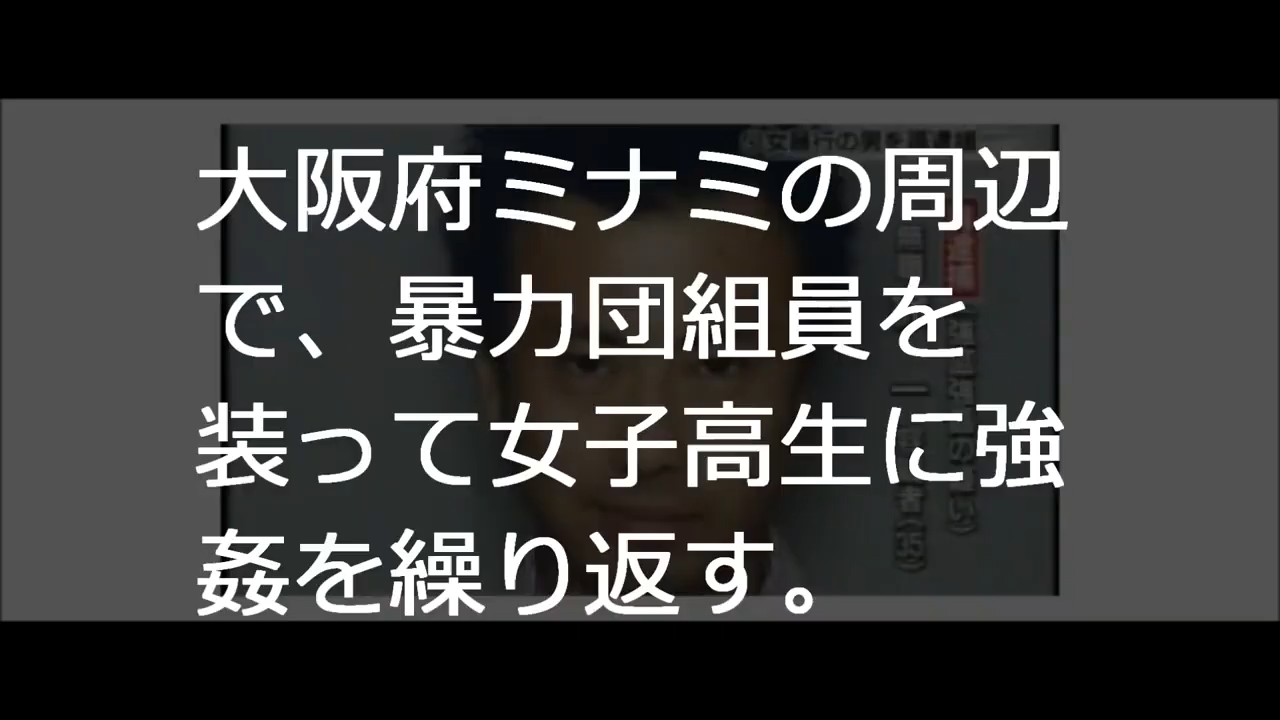 大阪府ミナミの周辺
で、暴力団組員を
装って女子高生に強
姦を繰り返す。